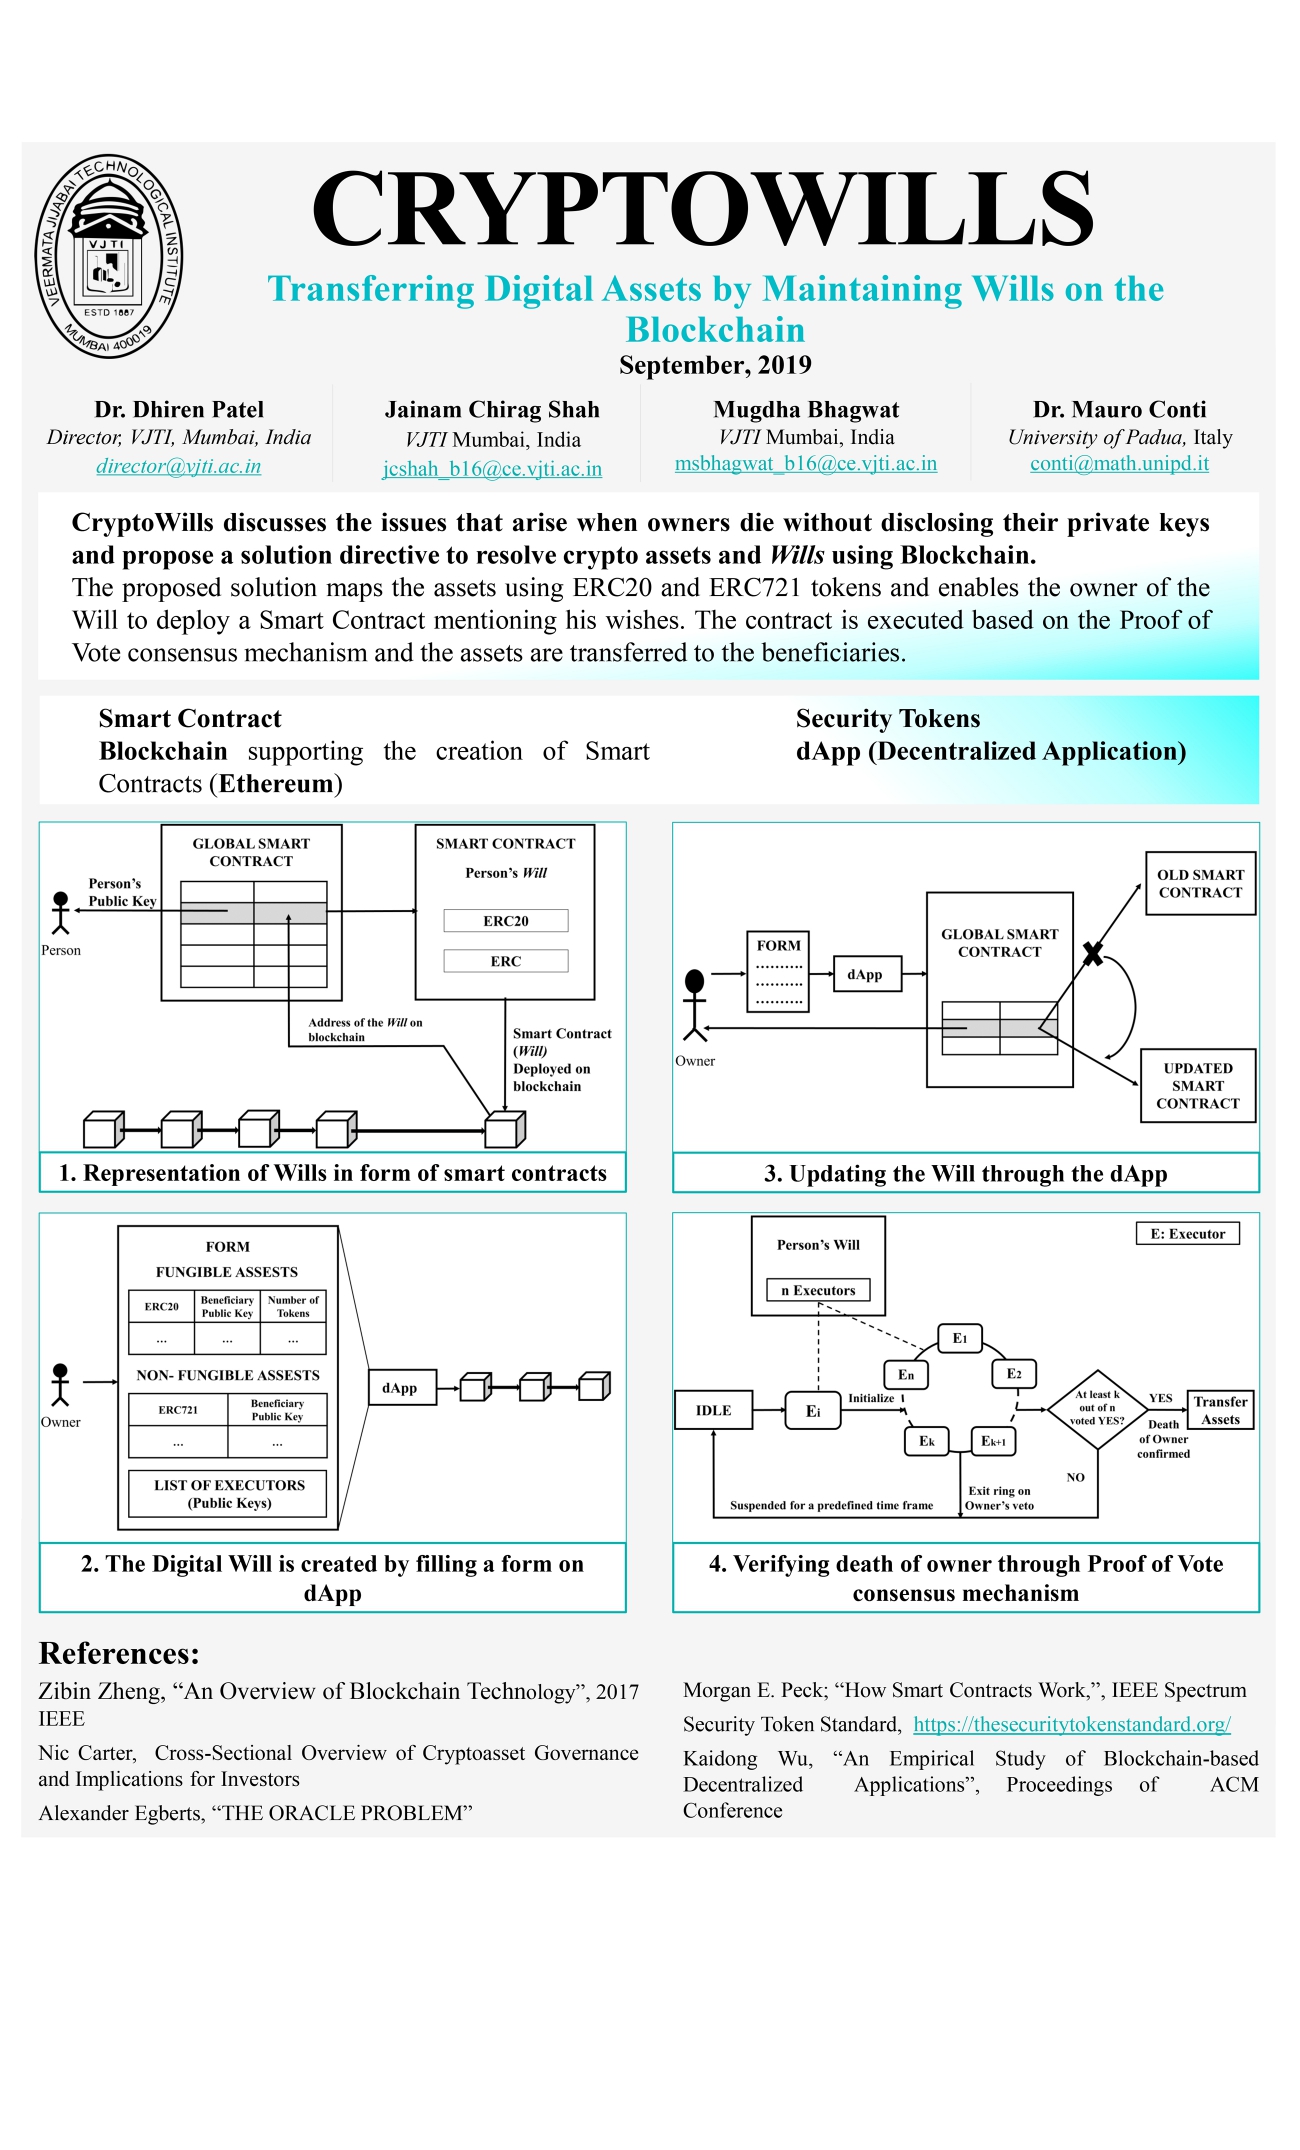 VEERMATA JIJABAI TECHNOLOGICAL INSTITUTE
VJTI
ESTD 1887
MUMBAI 400019
CRYPTOWILLS
Transferring Digital Assets by Maintaining Wills on the
Blockchain
September, 2019
Dr. Dhiren Patel
Director, VJTI, Mumbai, India
director@vjti.ac.in
Jainam Chirag Shah
VJTI Mumbai, India
jcshah_b16@ce.vjti.ac.in
Mugdha Bhagwat
VJTI Mumbai, India
msbhagwat_b16@ce.vjti.ac.in
Dr. Mauro Conti
University of Padua, Italy
conti@math.unipd.it
CryptoWills discusses the issues that arise when owners die without disclosing their private keys
and propose a solution directive to resolve crypto assets and Wills using Blockchain.
The proposed solution maps the assets using ERC20 and ERC721 tokens and enables the owner of the
Will to deploy a Smart Contract mentioning his wishes. The contract is executed based on the Proof of
Vote consensus mechanism and the assets are transferred to the beneficiaries.
Smart Contract
Blockchain supporting the creation of Smart
Contracts (Ethereum)
Security Tokens
dApp (Decentralized Application)
GLOBAL SMART
CONTRACT
SMART CONTRACT
Person's Will
ERC20
ERC
Person's
Public Key
Person
Address of the Will on
blockchain
Smart Contract
(Will)
Deployed on
blockchain
1. Representation of Wills in form of smart contracts
OLD SMART
CONTRACT
GLOBAL SMART
CONTRACT
FORM
..........
..........
..........
dApp
Owner
UPDATED
SMART
CONTRACT
3. Updating the Will through the dApp
FORM
FUNGIBLE ASSESTS
ERC20
Beneficiary
Public Key
Number of
Tokens
...
...
...
NON- FUNGIBLE ASSESTS
ERC721
Beneficiary
Public Key
...
...
LIST OF EXECUTORS
(Public Keys)
Owner
dApp
2. The Digital Will is created by filling a form on
dApp
Person's Will
n Executors
E: Executor
E1
En
E2
IDLE
Ei
Initialize
Ek
Ek+1
At least k
out of n
voted YES?
YES
Death
of Owner
confirmed
Transfer
Assets
NO
Exit ring on
Owner's veto
Suspended for a predefined time frame
4. Verifying death of owner through Proof of Vote
consensus mechanism
References:
Zibin Zheng, “An Overview of Blockchain Technology”, 2017
IEEE
Nic Carter, Cross-Sectional Overview of Cryptoasset Governance
and Implications for Investors
Alexander Egberts, “THE ORACLE PROBLEM”
Morgan E. Peck; “How Smart Contracts Work,”, IEEE Spectrum
Security Token Standard, https://thesecuritytokenstandard.org/
Kaidong Wu, “An Empirical Study of Blockchain-based
Decentralized Applications”, Proceedings of ACM
Conference